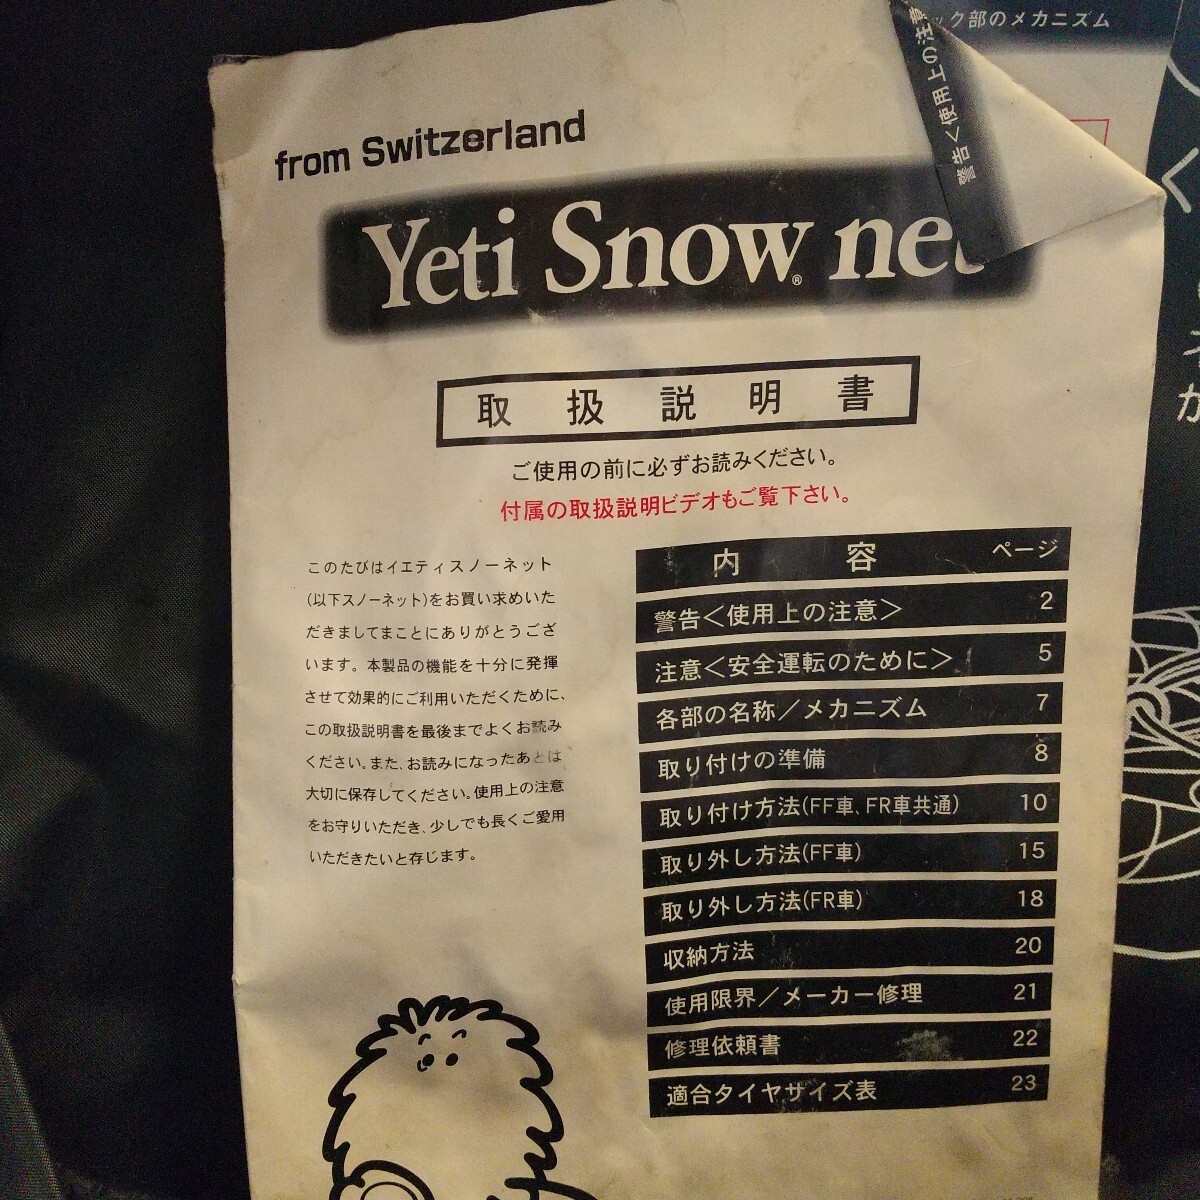 ック部のメカニズム
警告<使用上の注意
from Switzerland
Yeti Snow® net
取扱説明書
ご使用の前に必ずお読みください。
付属の取扱説明ビデオもご覧下さい。
このたびはイエティスノーネット
(以下スノーネット)をお買い求めいた
だきましてまことにありがとうござ
います。本製品の機能を十分に発揮
させて効果的にご利用いただくために、
この取扱説明書を最後までよくお読み
ください。また、お読みになったあとは
大切に保存してください。使用上の注意
をお守りいただき、少しでも長くご愛用
いただきたいと存じます。
内容 ページ
警告<使用上の注意> 2
注意<安全運転のために> 5
各部の名称/メカニズム 7
取り付けの準備 8
取り付け方法(FF車、FR車共通) 10
取り外し方法(FF車) 15
取り外し方法(FR車) 18
収納方法 20
使用限界/メーカー修理 21
修理依頼書 22
適合タイヤサイズ表 23